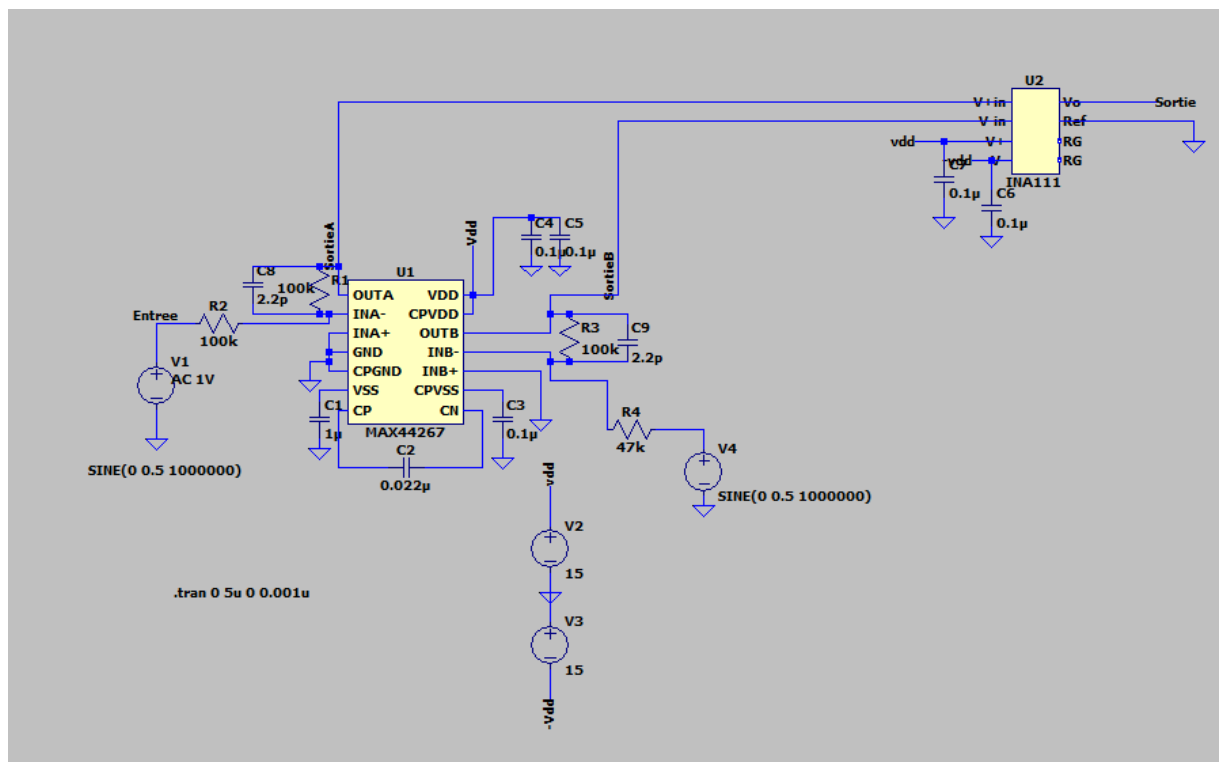 U2
V+in
Vo
Sortie
V in
Ref
vdd
V+
RG
-vdd
V-
RG
C7
0.1µ
INA111
C6
0.1µ
SortieA
Vdd
C4
0.1µ
C5
0.1µ
SortieB
C8
2.2p
100k
R1
U1
OUTA
VDD
INA-
CPVDD
INA+
OUTB
GND
INB-
CPGND
INB+
VSS
CPVSS
CP
CN
MAX44267
Entree
R2
100k
R3
100k
C9
2.2p
V1
AC 1V
C1
1µ
C3
0.1µ
C2
0.022µ
R4
47k
V4
SINE(0 0.5 1000000)
SINE(0 0.5 1000000)
vdd
V2
15
.tran 0 5u 0 0.001u
V3
15
-Vdd